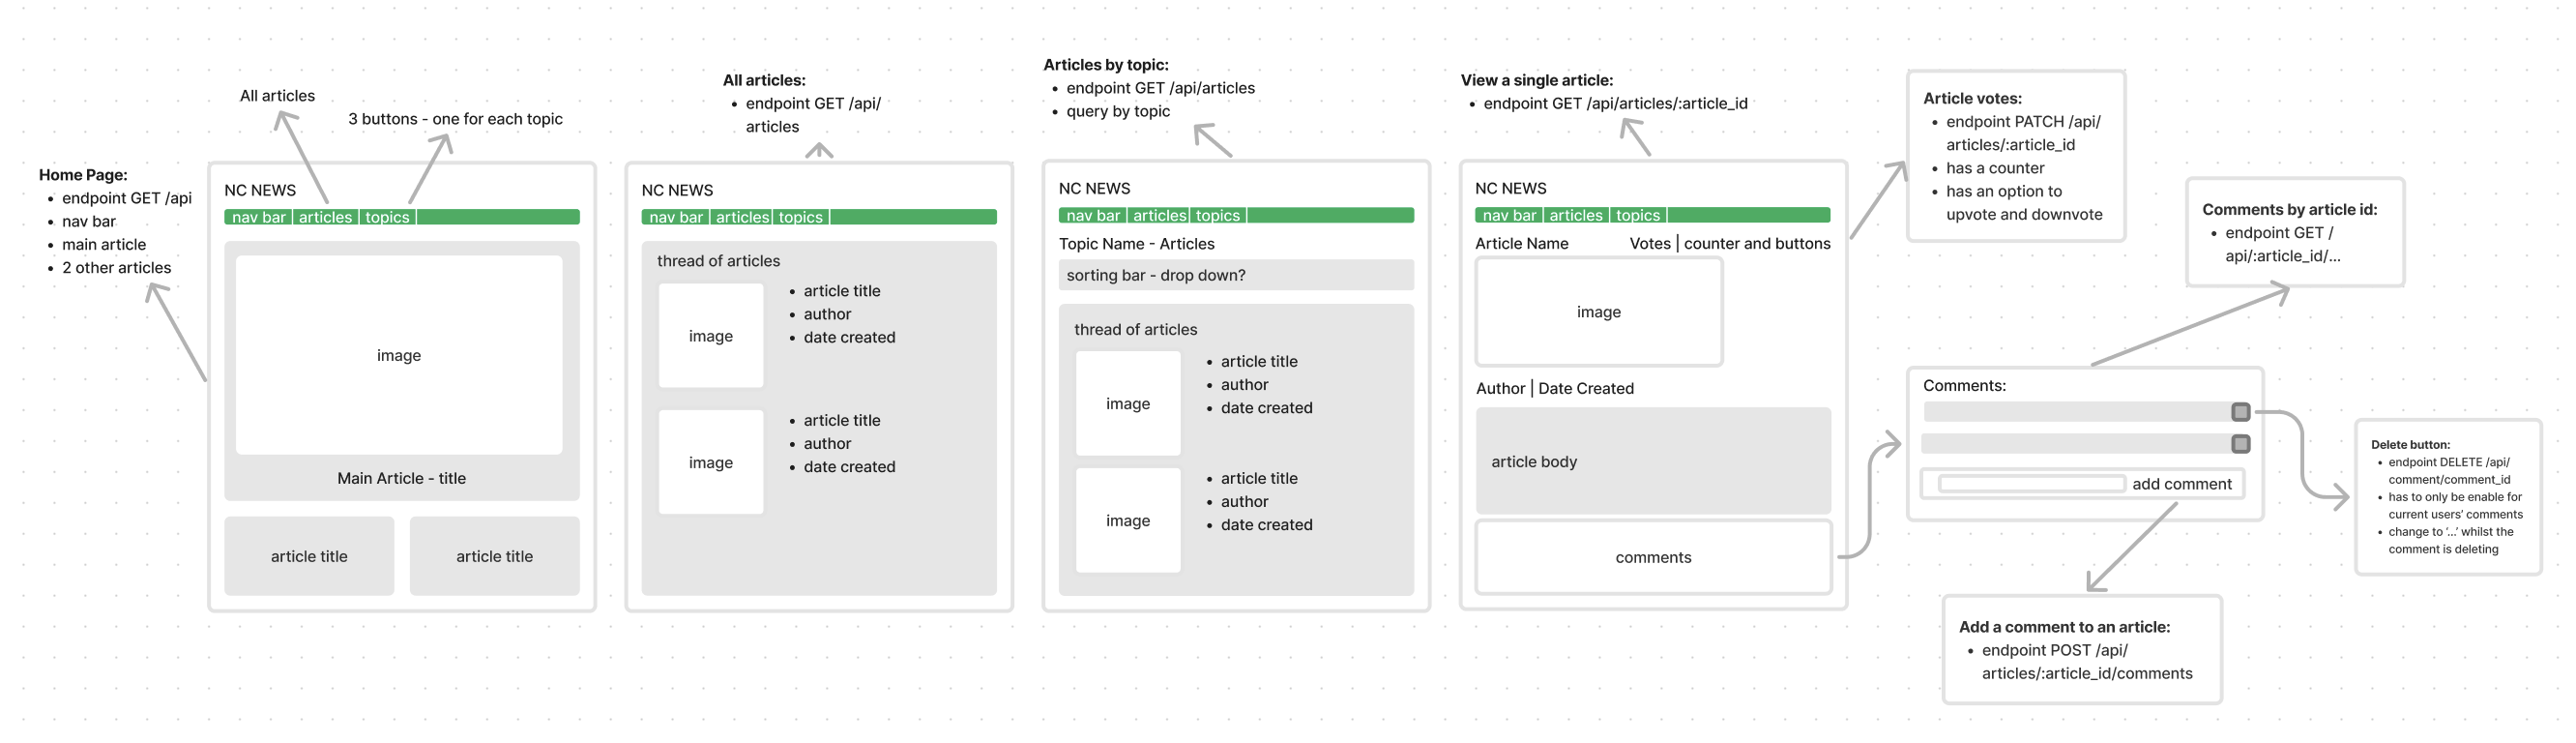 All articles
3 buttons - one for each topic
Home Page:
• endpoint GET /api
• nav bar
• main article
• 2 other articles
NC NEWS
nav bar | articles | topics |
image
Main Article - title
article title
article title
All articles:
• endpoint GET /api/
articles
NC NEWS
nav bar | articles | topics |
thread of articles
image
• article title
• author
• date created
image
• article title
• author
• date created
Articles by topic:
• endpoint GET /api/articles
• query by topic
NC NEWS
nav bar | articles | topics |
Topic Name - Articles
sorting bar - drop down?
thread of articles
image
• article title
• author
• date created
image
• article title
• author
• date created
View a single article:
• endpoint GET /api/articles/:article_id
NC NEWS
nav bar | articles | topics |
Article Name
Votes | counter and buttons
image
Author | Date Created
article body
comments
Article votes:
• endpoint PATCH /api/
articles/:article_id
• has a counter
• has an option to
upvote and downvote
Comments by article id:
• endpoint GET /
api/:article_id/...
Comments:
add comment
Delete button:
• endpoint DELETE /api/
comment/comment_id
• has to only be enable for
current users’ comments
• change to ‘...’ whilst the
comment is deleting
Add a comment to an article:
• endpoint POST /api/
articles/:article_id/comments